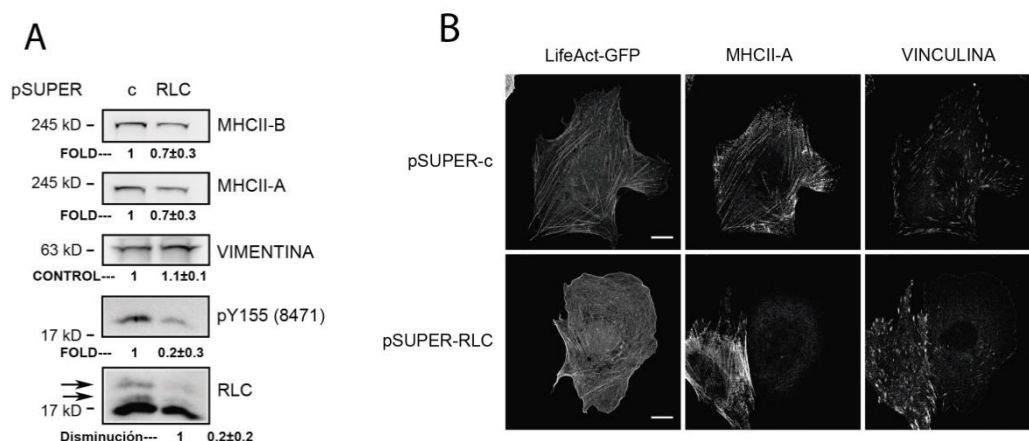 A
pSUPER c RLC
245 kD – MHCII-B
FOLD--- 1 0.7±0.3
245 kD – MHCII-A
FOLD--- 1 0.7±0.3
63 kD – VIMENTINA
CONTROL--- 1 1.1±0.1
pY155 (8471)
17 kD –
FOLD--- 1 0.2±0.3
RLC
17 kD –
Disminución--- 1 0.2±0.2
B
LifeAct-GFP MHCII-A VINCULINA
pSUPER-c
pSUPER-RLC